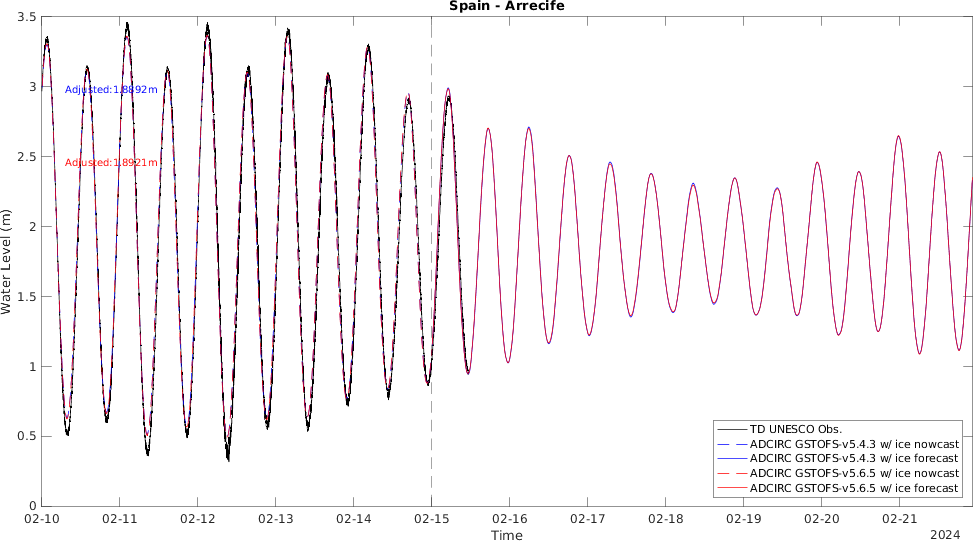 Spain - Arrecife
3.5
3
2.5
2
1.5
1
0.5
0
Water Level (m)
Adjusted:1.8892m
Adjusted:1.8921m
TD UNESCO Obs.
ADCIRC GSTOFS-v5.4.3 w/ ice nowcast
ADCIRC GSTOFS-v5.4.3 w/ ice forecast
ADCIRC GSTOFS-v5.6.5 w/ ice nowcast
ADCIRC GSTOFS-v5.6.5 w/ ice forecast
02-10 02-11 02-12 02-13 02-14 02-15 02-16 02-17 02-18 02-19 02-20 02-21
Time
2024